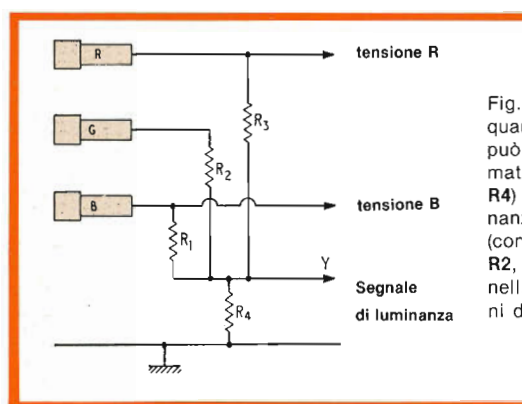 R
tensione R
R3
G
R2
B
tensione B
R1
Y
Segnale
di luminanza
R4
Fig.
quan
può
mat
R4)
nanz
(con
R2,
nell
ni d